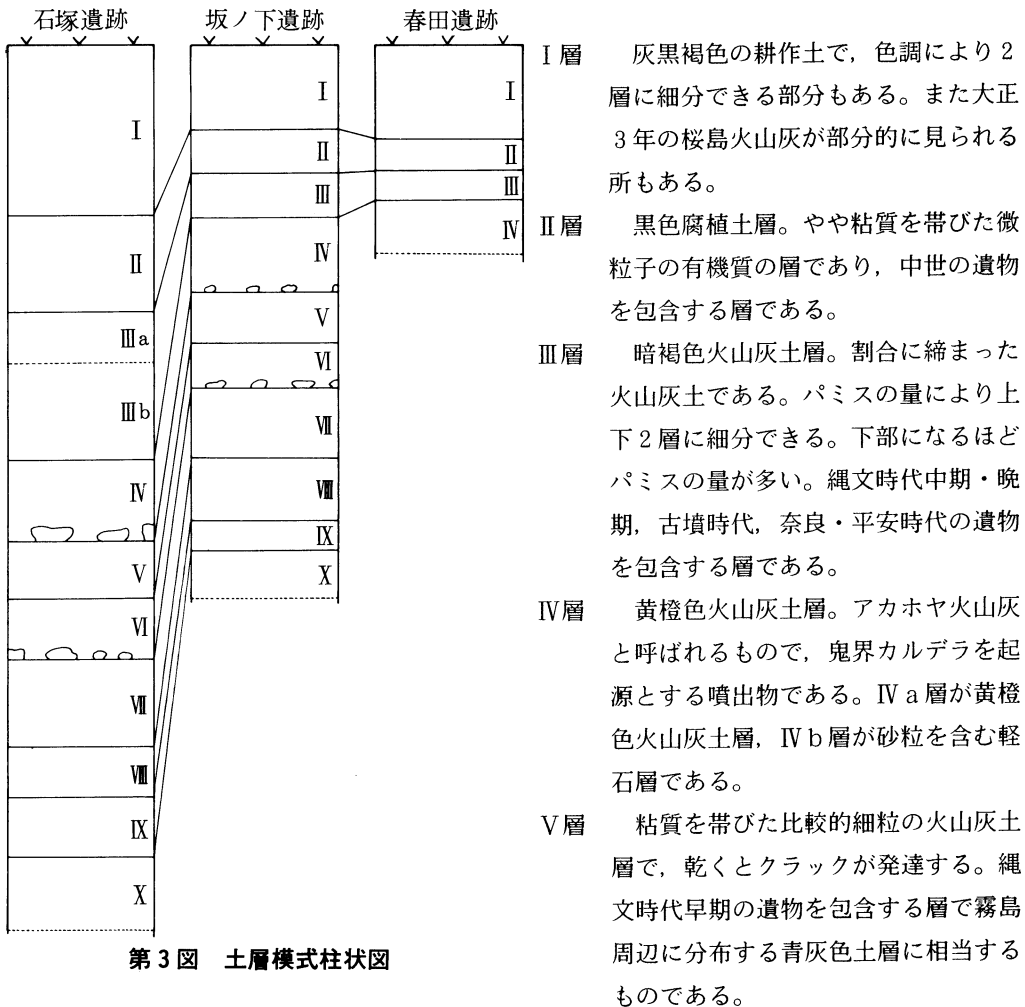 石塚遺跡
坂ノ下遺跡
春田遺跡
Ⅰ
Ⅱ
Ⅲa
Ⅲb
Ⅳ
Ⅴ
Ⅵ
Ⅶ
Ⅷ
Ⅸ
Ⅹ
Ⅰ
Ⅱ
Ⅲ
Ⅳ
Ⅴ
Ⅵ
Ⅶ
Ⅷ
Ⅸ
Ⅹ
Ⅰ
Ⅱ
Ⅲ
Ⅳ
第3図 土層模式柱状図
Ⅰ層 灰黒褐色の耕作土で，色調により2
層に細分できる部分もある。また大正
3年の桜島火山灰が部分的に見られる
所もある。
Ⅱ層 黒色腐植土層。やや粘質を帯びた微
粒子の有機質の層であり，中世の遺物
を包含する層である。
Ⅲ層 暗褐色火山灰土層。割合に締まった
火山灰土である。パミスの量により上
下2層に細分できる。下部になるほど
パミスの量が多い。縄文時代中期・晩
期，古墳時代，奈良・平安時代の遺物
を包含する層である。
Ⅳ層 黄橙色火山灰土層。アカホヤ火山灰
と呼ばれるもので，鬼界カルデラを起
源とする噴出物である。Ⅳa層が黄橙
色火山灰土層，Ⅳb層が砂粒を含む軽
石層である。
Ⅴ層 粘質を帯びた比較的細粒の火山灰土
層で，乾くとクラックが発達する。縄
文時代早期の遺物を包含する層で霧島
周辺に分布する青灰色土層に相当する
ものである。